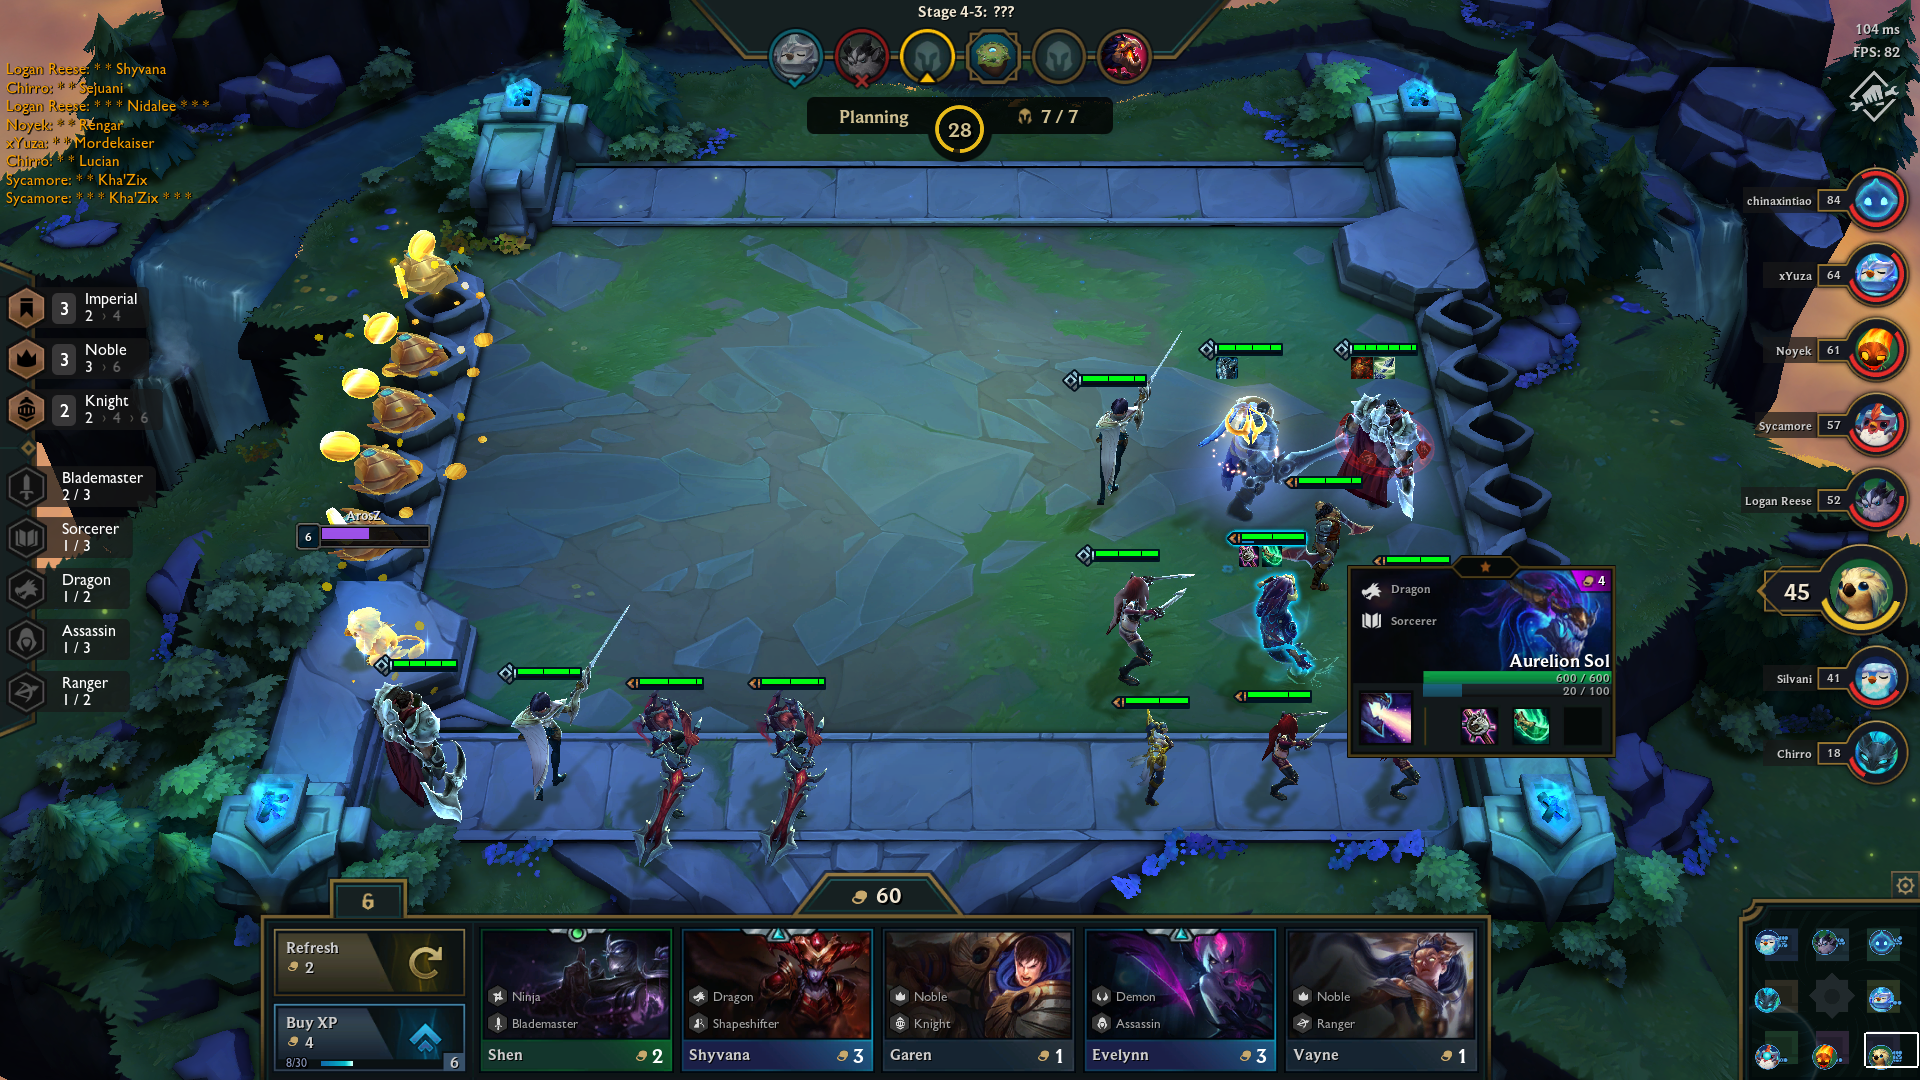 Stage 4-3: ???
104 ms
FPS: 82
Planning
28
7 / 7
Logan Reese: * * Shyvana
Chirro: * * Sejuani
Logan Reese: * * * Nidalee * * *
Noyek: * * Rengar
xYuza: * * Mordekaiser
Chirro: * * Lucian
Sycamore: * * Kha'Zix
Sycamore: * * * Kha'Zix * * *
3 Imperial
2 › 4
3 Noble
3 › 6
2 Knight
2 › 4 › 6
Blademaster
2 / 3
Sorcerer
1 / 3
Dragon
1 / 2
Assassin
1 / 3
Ranger
1 / 2
ArosZ
6
chinaxintiao 84
xYuza 64
Noyek 61
Sycamore 57
Logan Reese 52
45
Silvani 41
Chirro 18
Dragon
4
Sorcerer
Aurelion Sol
600 / 600
20 / 100
6
60
Refresh
2
Buy XP
4
8/30
6
Ninja
Blademaster
Shen 2
Dragon
Shapeshifter
Shyvana 3
Noble
Knight
Garen 1
Demon
Assassin
Evelynn 3
Noble
Ranger
Vayne 1